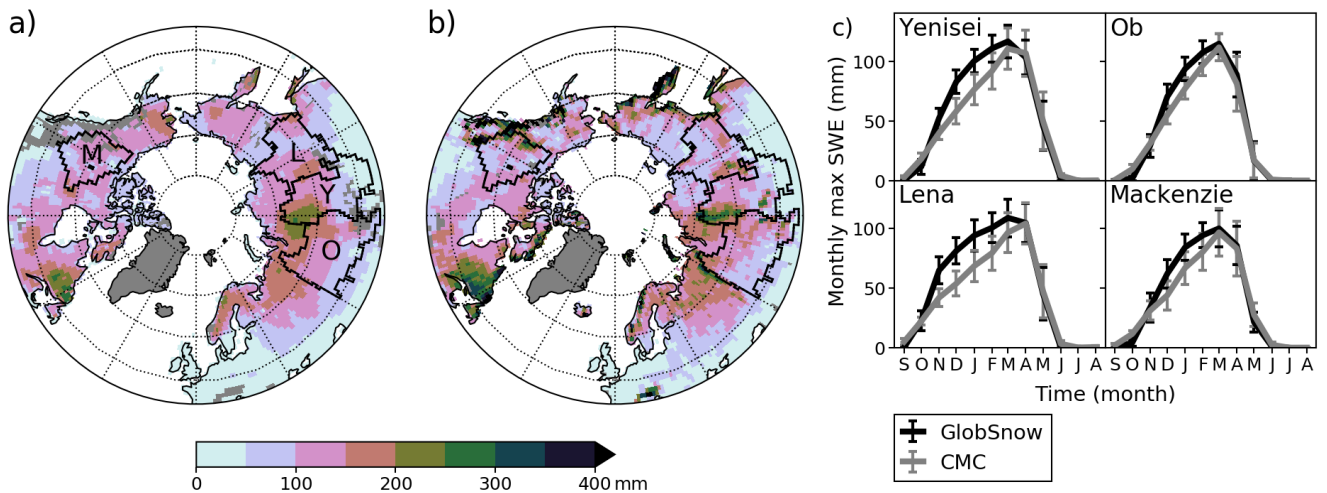 a)
b)
c)
M
L
Y
O
0 100 200 300 400 mm
Monthly max SWE (mm)
Yenisei
Ob
100
50
0
Lena
Mackenzie
100
50
0
S O N D J F M A M J J A
S O N D J F M A M J J A
Time (month)
GlobSnow
CMC